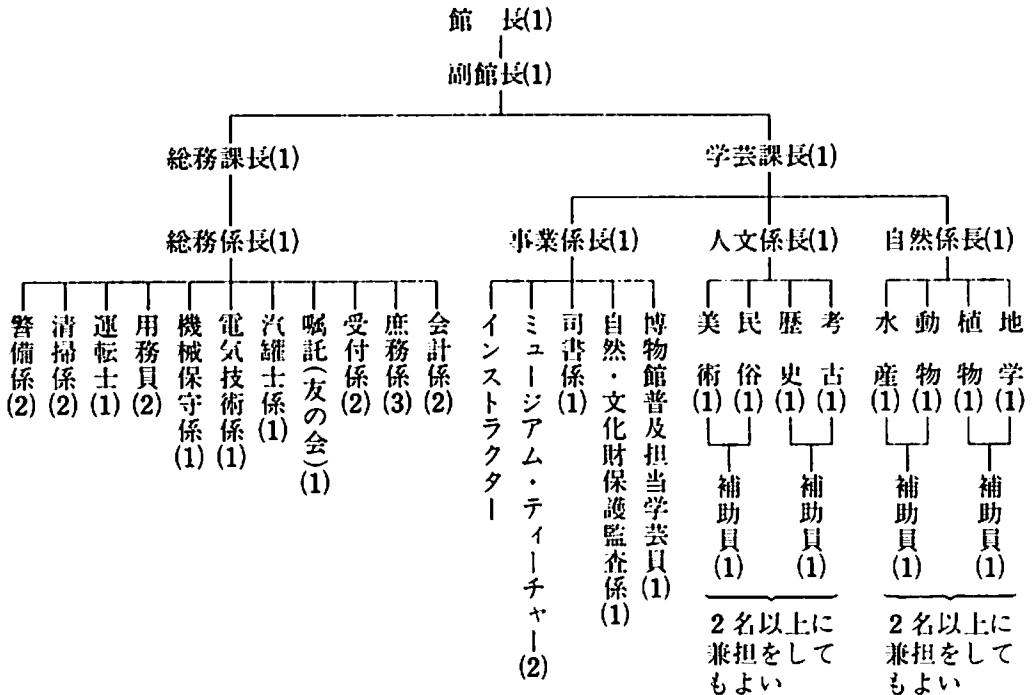 館　長(1)
副館長(1)
総務課長(1)
学芸課長(1)
総務係長(1)
事業係長(1)
人文係長(1)
自然係長(1)
警備係(2)
清掃係(2)
運転士(1)
用務員(2)
機械保守係(1)
電気技術係(1)
汽罐士係(1)
嘱託(友の会)(1)
受付係(2)
庶務係(3)
会計係(2)
インストラクター
ミュージアム・ティーチャー(2)
司書係(1)
自然・文化財保護監査係(1)
博物館普及担当学芸員(1)
美術(1)
民俗(1)
歴史(1)
考古(1)
水産(1)
動物(1)
植物(1)
地学(1)
補助員(1)
補助員(1)
補助員(1)
補助員(1)
2名以上に
兼担をして
もよい
2名以上に
兼担をして
もよい